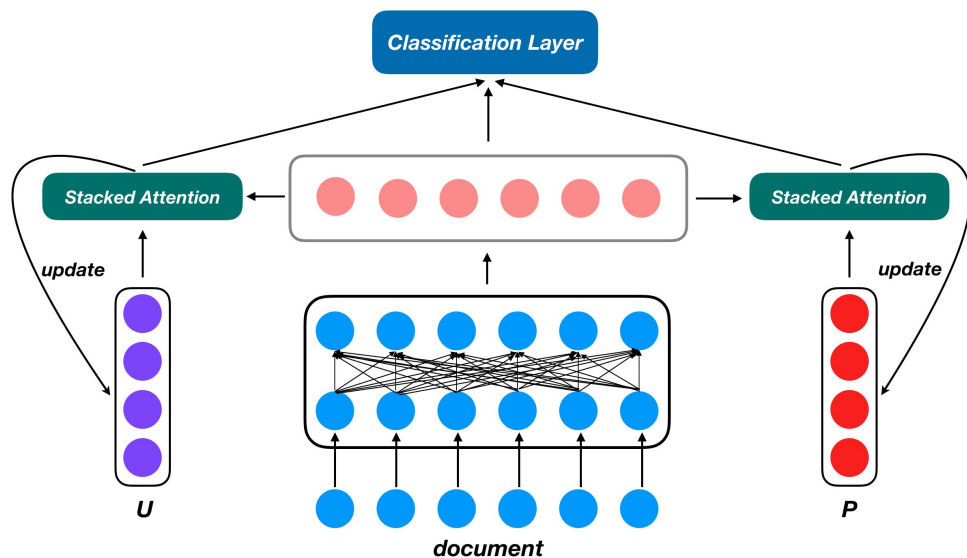 Classification Layer
Stacked Attention
Stacked Attention
update
update
U
P
document